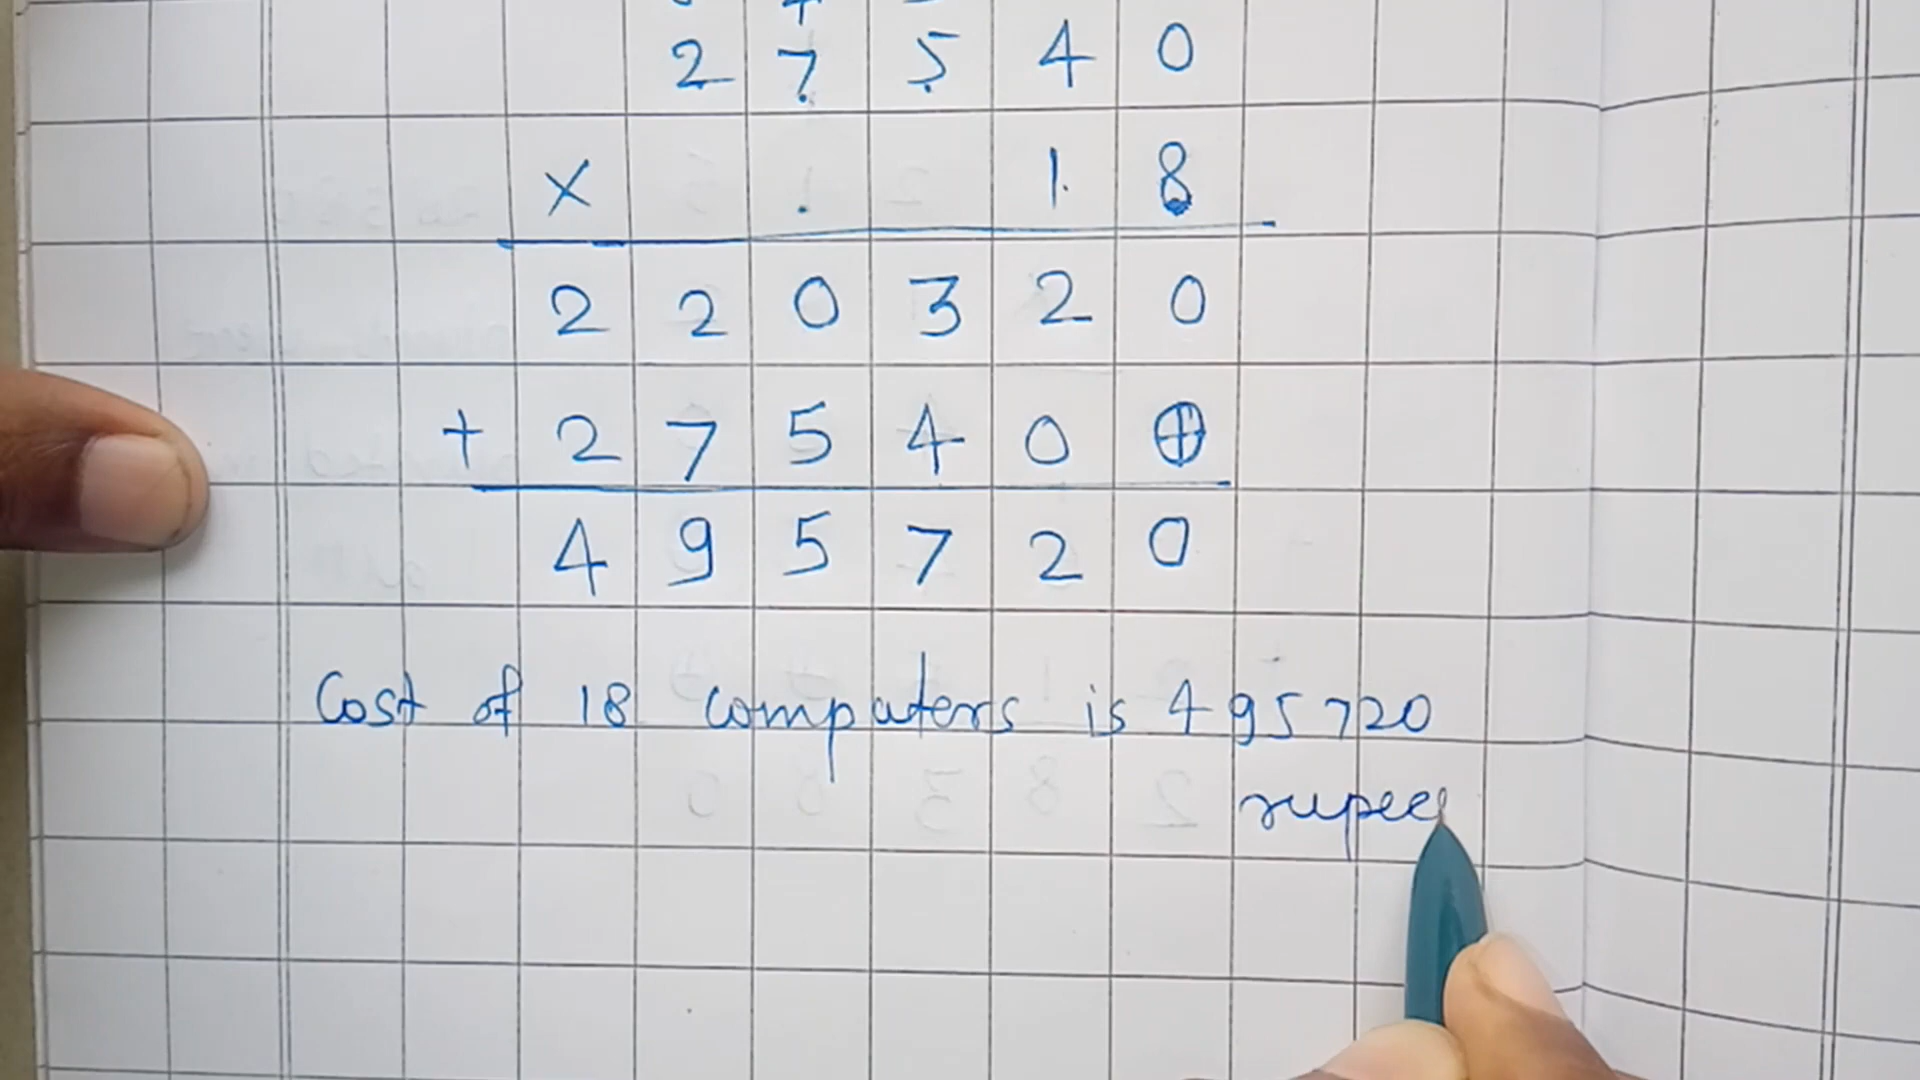 2 7 5 4 0
× 1 8
2 2 0 3 2 0
+ 2 7 5 4 0 ⊕
4 9 5 7 2 0
Cost of 18 computers is 495720
rupees